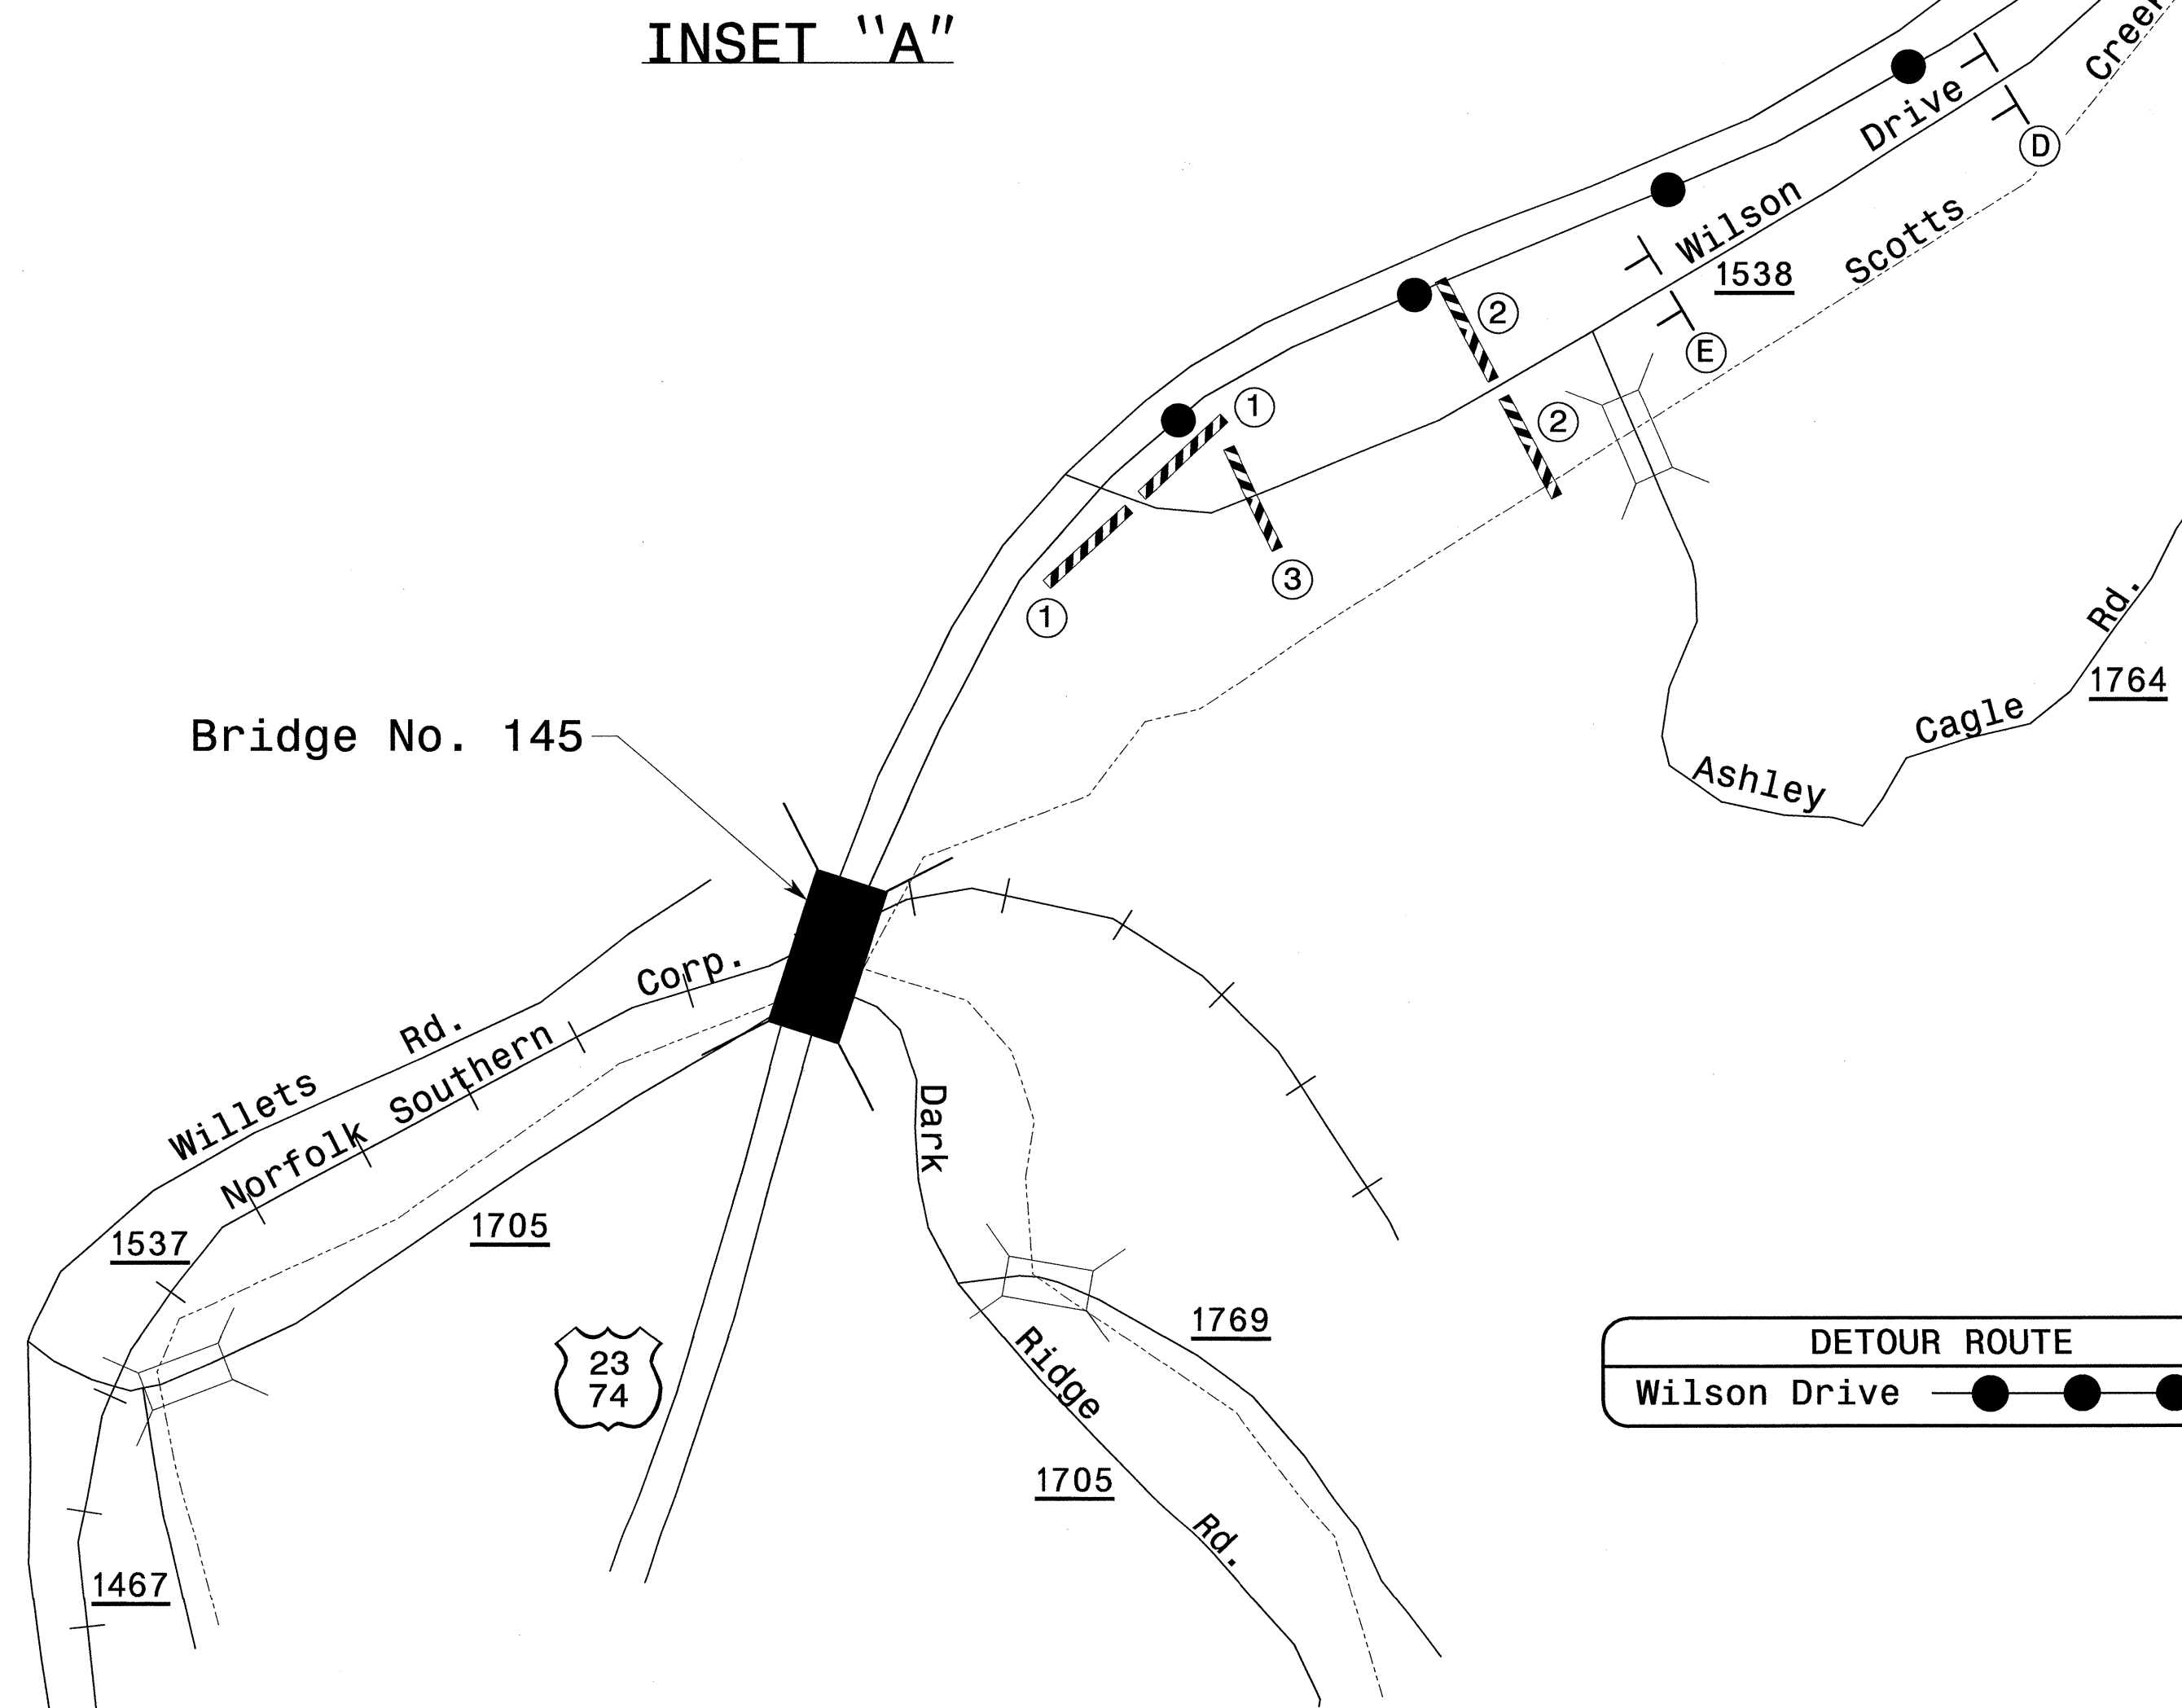 INSET "A"
Creek
Drive
D
Wilson
Scotts
1538
2
E
1
2
3
1
Rd.
1764
Cagle
Ashley
Bridge No. 145
Corp.
Rd.
Norfolk Southern
Willets
Dark
1705
1537
1769
DETOUR ROUTE
Wilson Drive
23
74
Ridge
1705
Rd.
1467